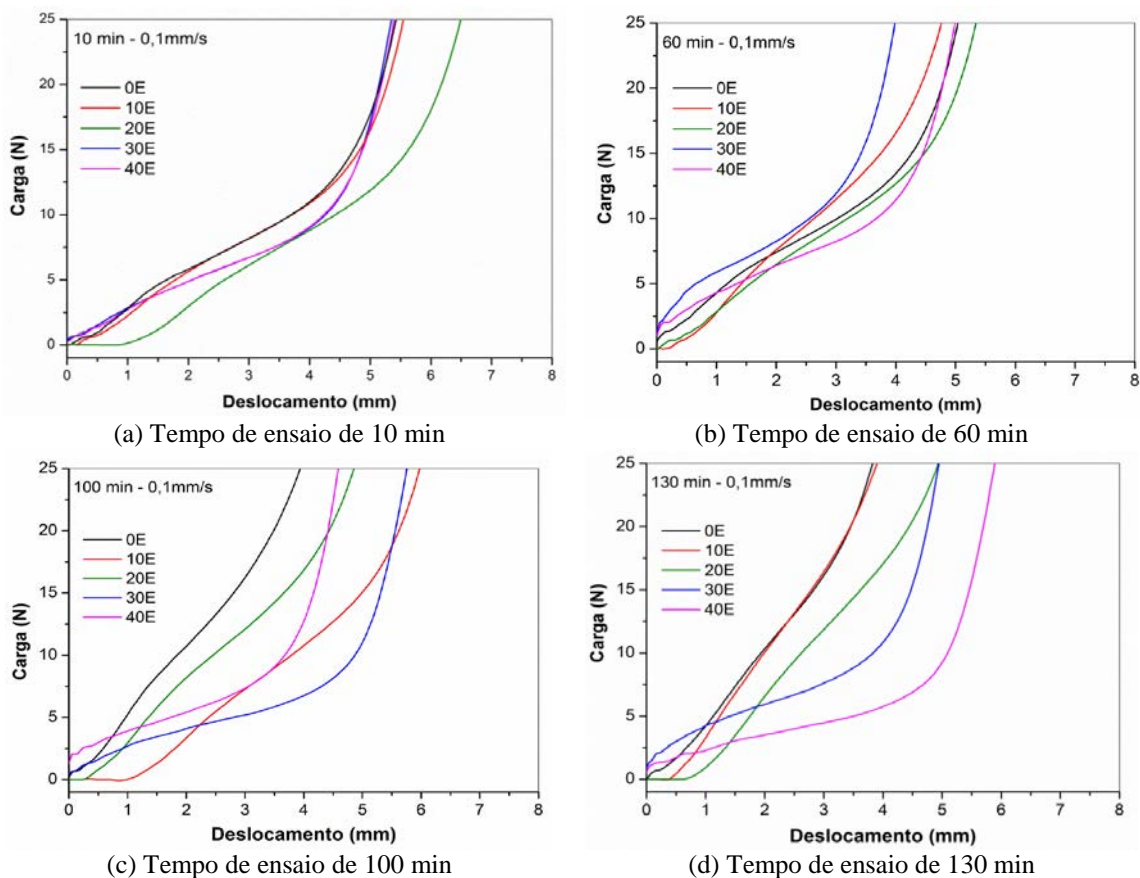 10 min - 0,1mm/s
0E
10E
20E
30E
40E
Carga (N)
25
20
15
10
5
0
0 1 2 3 4 5 6 7 8
Deslocamento (mm)
(a) Tempo de ensaio de 10 min
60 min - 0,1mm/s
0E
10E
20E
30E
40E
Carga (N)
25
20
15
10
5
0
0 1 2 3 4 5 6 7 8
Deslocamento (mm)
(b) Tempo de ensaio de 60 min
100 min - 0,1mm/s
0E
10E
20E
30E
40E
Carga (N)
25
20
15
10
5
0
0 1 2 3 4 5 6 7 8
Deslocamento (mm)
(c) Tempo de ensaio de 100 min
130 min - 0,1mm/s
0E
10E
20E
30E
40E
Carga (N)
25
20
15
10
5
0
0 1 2 3 4 5 6 7 8
Deslocamento (mm)
(d) Tempo de ensaio de 130 min